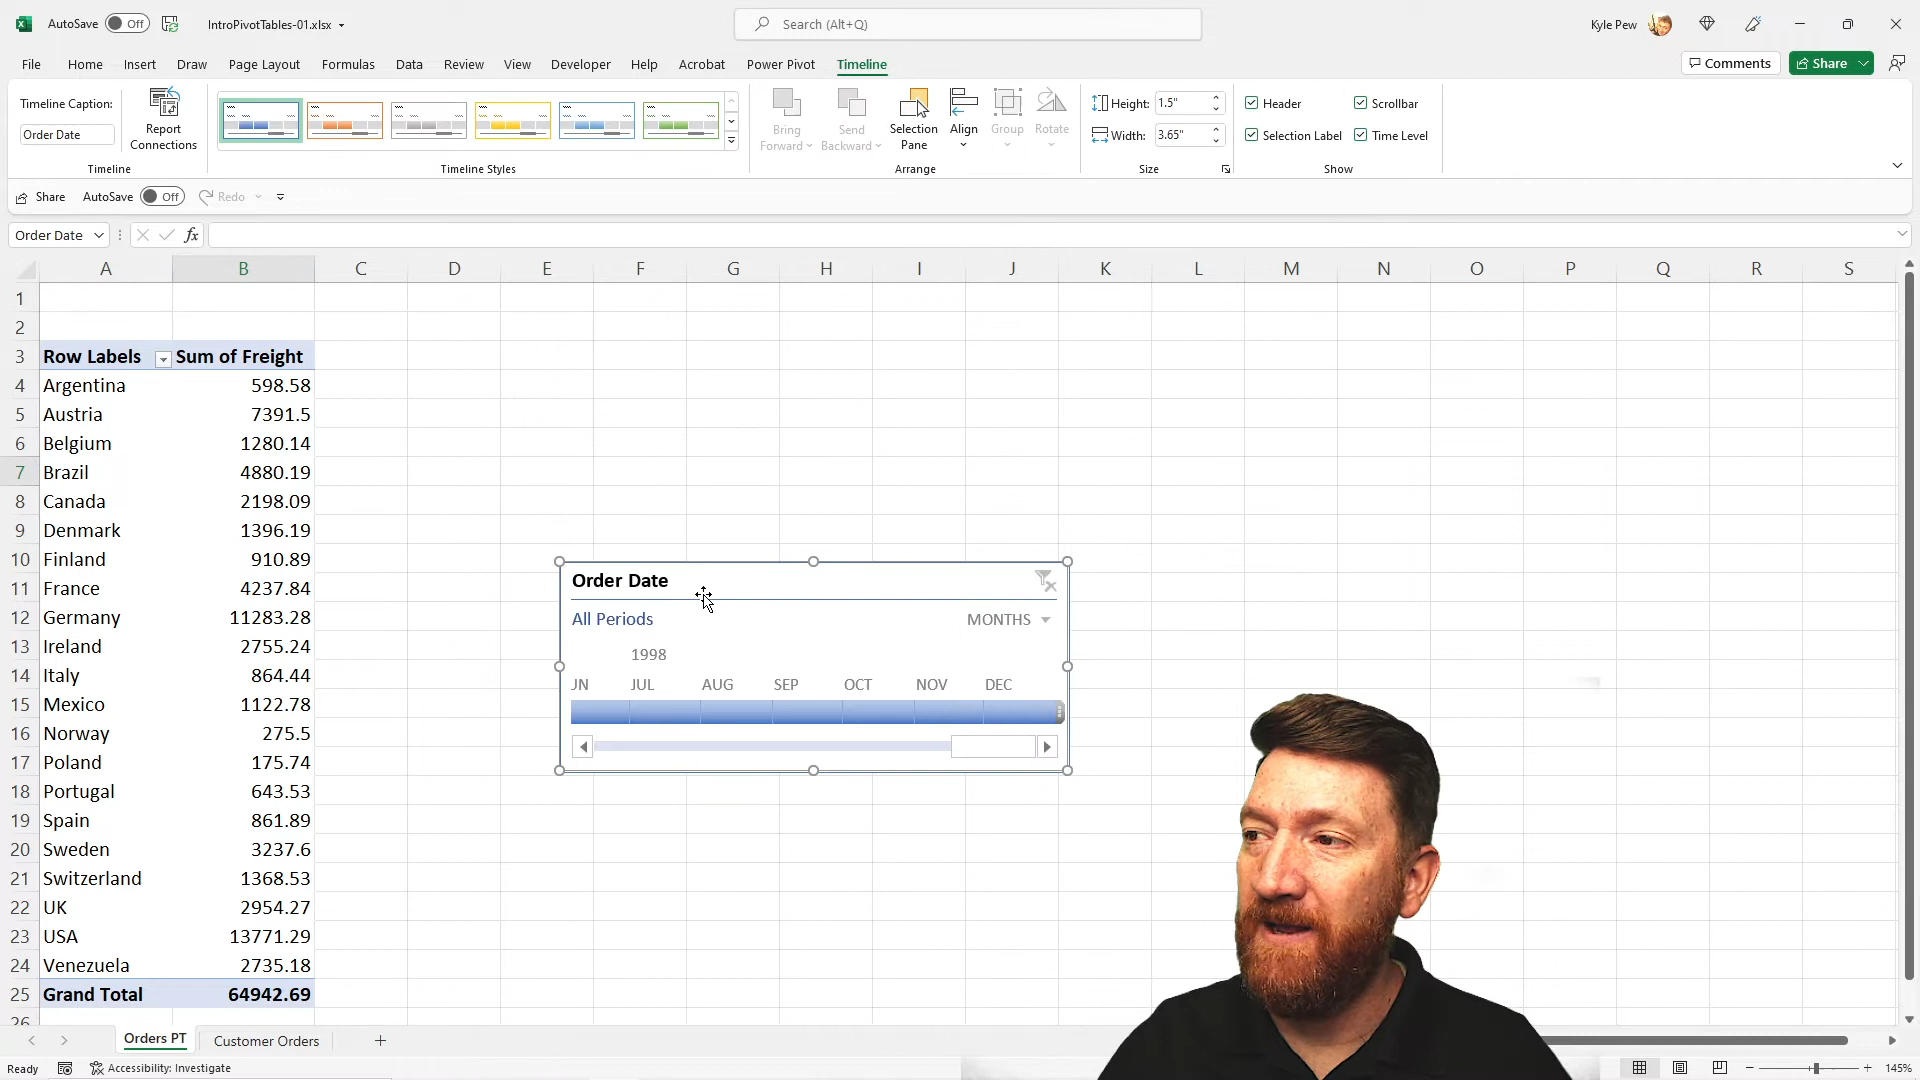 AutoSave Off IntroPivotTables-01.xlsx Search (Alt+Q) Kyle Pew
File Home Insert Draw Page Layout Formulas Data Review View Developer Help Acrobat Power Pivot Timeline Comments Share
Timeline Caption:
Order Date
Report
Connections
Timeline
Timeline Styles
Bring
Forward
Send
Backward
Selection
Pane
Align
Group
Rotate
Arrange
Height: 1.5"
Width: 3.65"
Size
Header Scrollbar
Selection Label Time Level
Show
Share AutoSave Off Redo
Order Date fx
A B C D E F G H I J K L M N O P Q R S
1
2
3 Row Labels Sum of Freight
4 Argentina 598.58
5 Austria 7391.5
6 Belgium 1280.14
7 Brazil 4880.19
8 Canada 2198.09
9 Denmark 1396.19
10 Finland 910.89
11 France 4237.84
12 Germany 11283.28
13 Ireland 2755.24
14 Italy 864.44
15 Mexico 1122.78
16 Norway 275.5
17 Poland 175.74
18 Portugal 643.53
19 Spain 861.89
20 Sweden 3237.6
21 Switzerland 1368.53
22 UK 2954.27
23 USA 13771.29
24 Venezuela 2735.18
25 Grand Total 64942.69
26
Order Date
All Periods MONTHS
1998
JN JUL AUG SEP OCT NOV DEC
Orders PT Customer Orders
Ready Accessibility: Investigate 145%